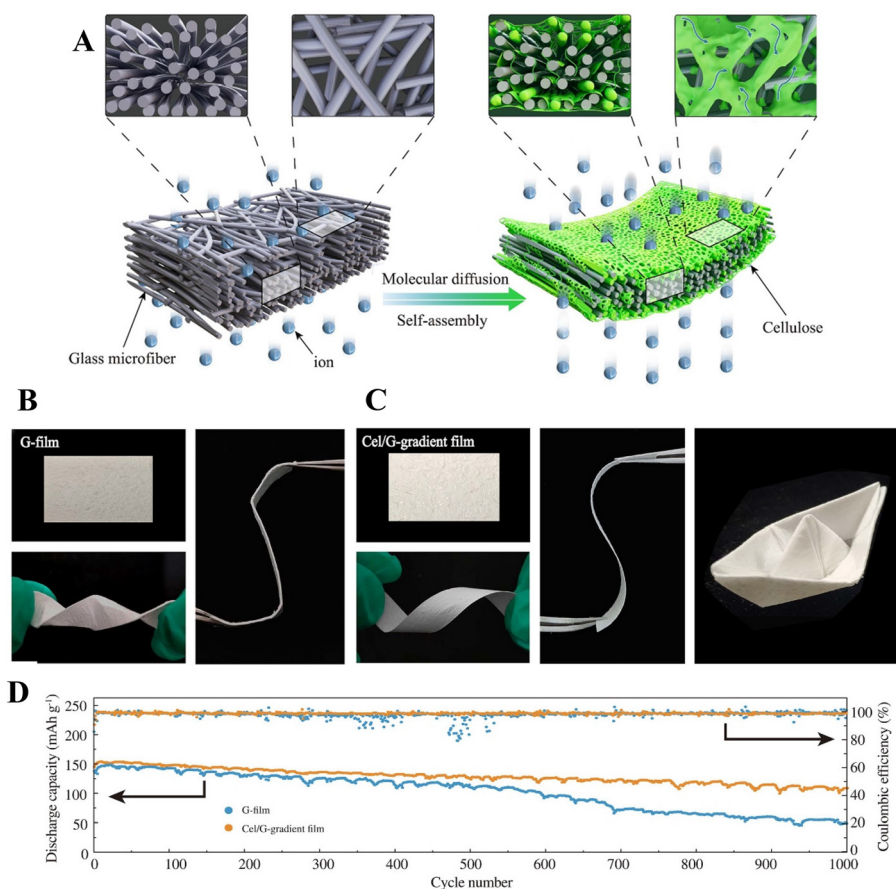 A
Molecular diffusion
Self-assembly
Glass microfiber
ion
Cellulose
B
C
G-film
Cel/G-gradient film
D
Discharge capacity (mAh g⁻¹)
250
200
150
100
50
0
G-film
Cel/G-gradient film
100
80
60
40
20
0
Coulombic efficiency (%)
0 100 200 300 400 500 600 700 800 900 1000
Cycle number